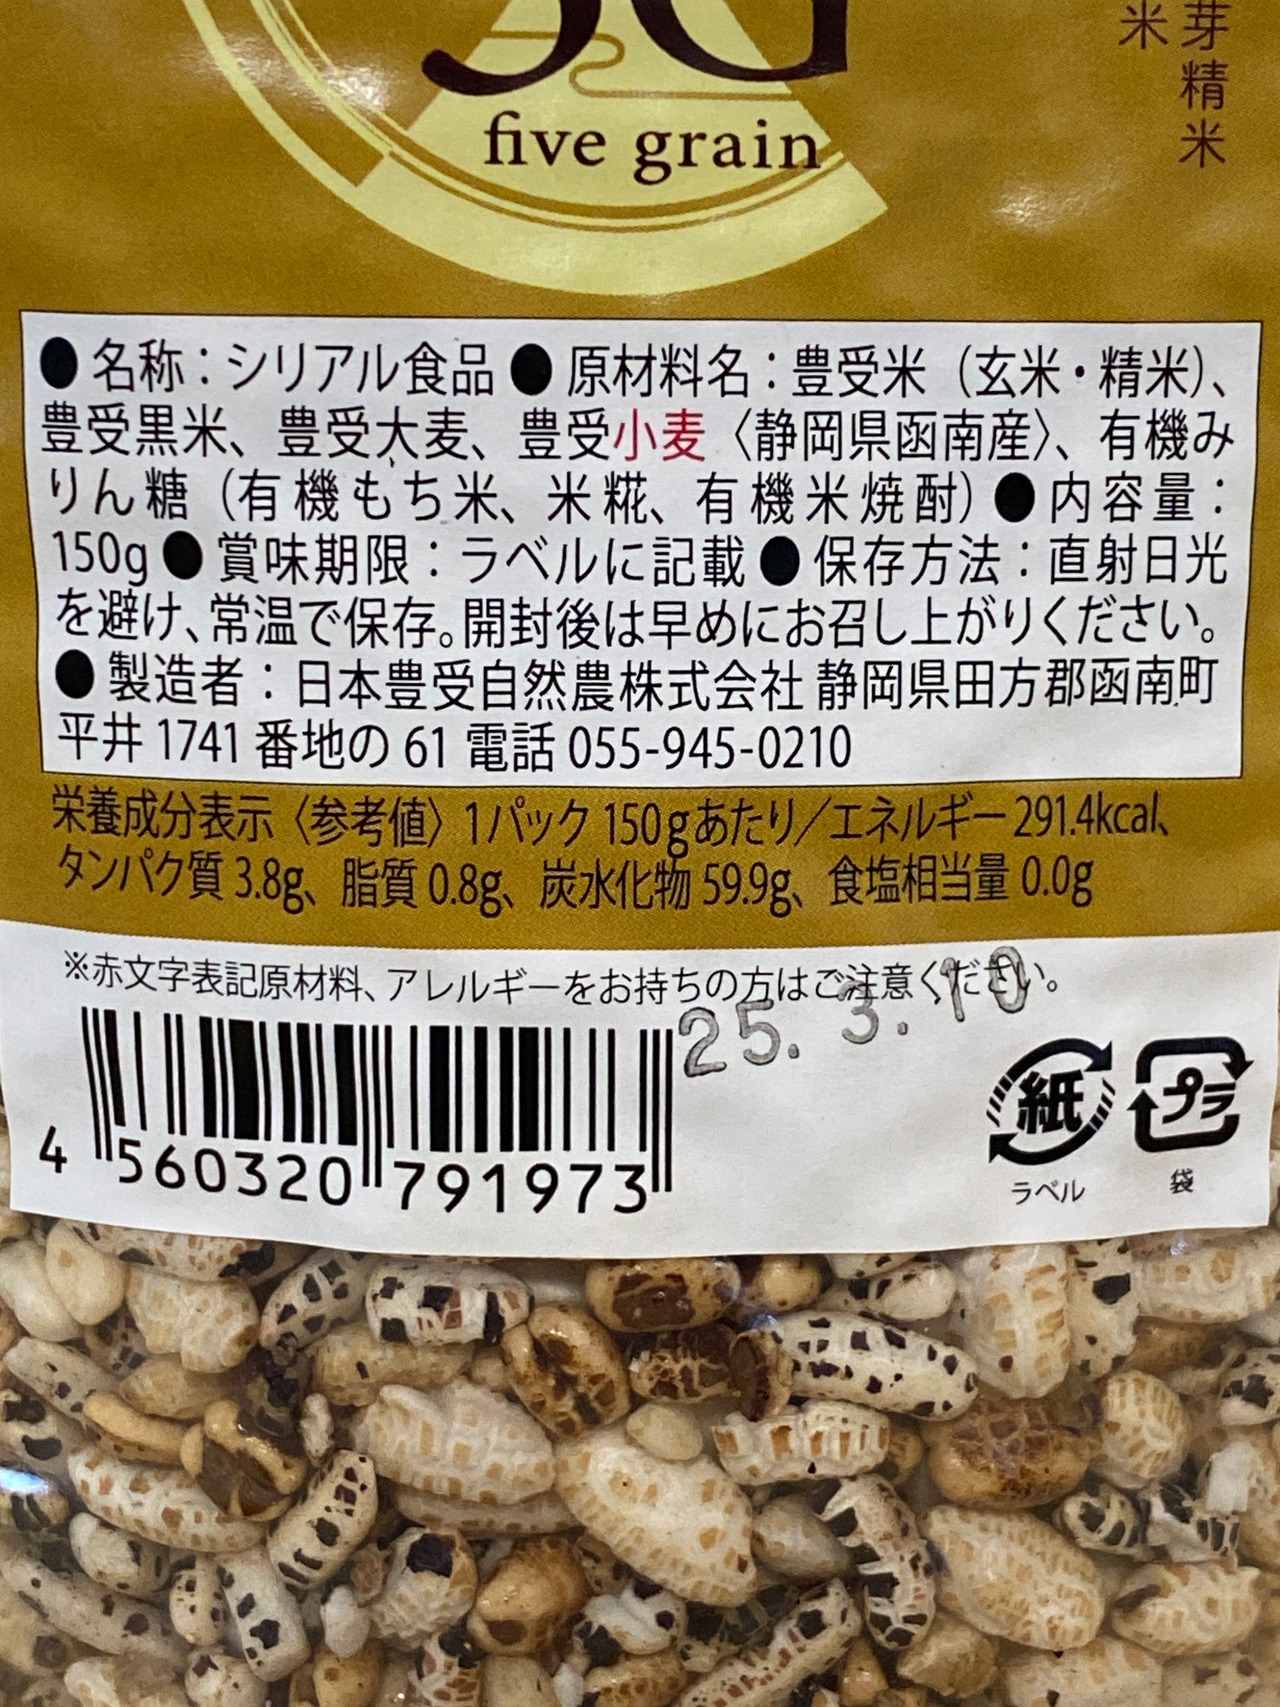 5G
five grain
芽精米
米
●名称：シリアル食品●原材料名：豊受米（玄米・精米）、
豊受黒米、豊受大麦、豊受小麦〈静岡県函南産〉、有機み
りん糖（有機もち米、米糀、有機米焼酎）●内容量：
150g●賞味期限：ラベルに記載●保存方法：直射日光
を避け、常温で保存。開封後は早めにお召し上がりください。
●製造者：日本豊受自然農株式会社 静岡県田方郡函南町
平井 1741 番地の 61 電話 055-945-0210
栄養成分表示〈参考値〉1パック 150gあたり／エネルギー 291.4kcal、
タンパク質 3.8g、脂質 0.8g、炭水化物 59.9g、食塩相当量 0.0g
※赤文字表記原材料、アレルギーをお持ちの方はご注意ください。
25. 3. 10
4 560320 791973
紙
ラベル
プラ
袋